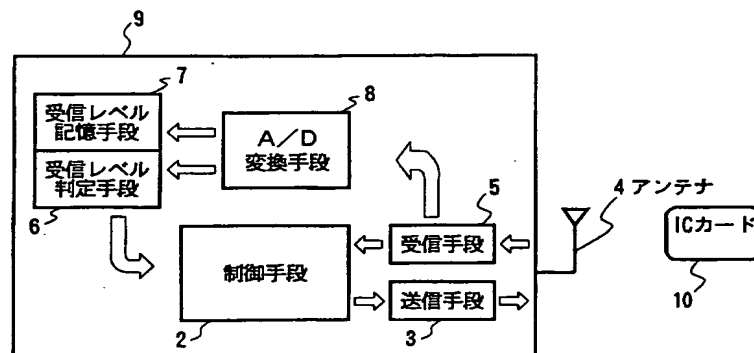 9
7
受信レベル
記憶手段
8
A/D
変換手段
受信レベル
判定手段
6
5
受信手段
4 アンテナ
ICカード
10
制御手段
2
送信手段
3